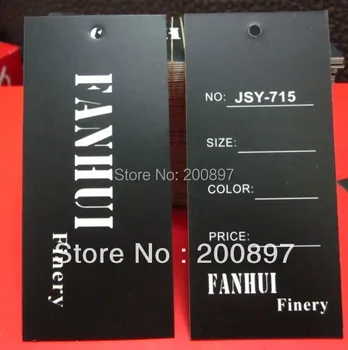 FANHUI
Finery
NO: JSY-715
SIZE:
COLOR:
PRICE:
FANHUI
Finery
Store No: 200897
Store No: 200897